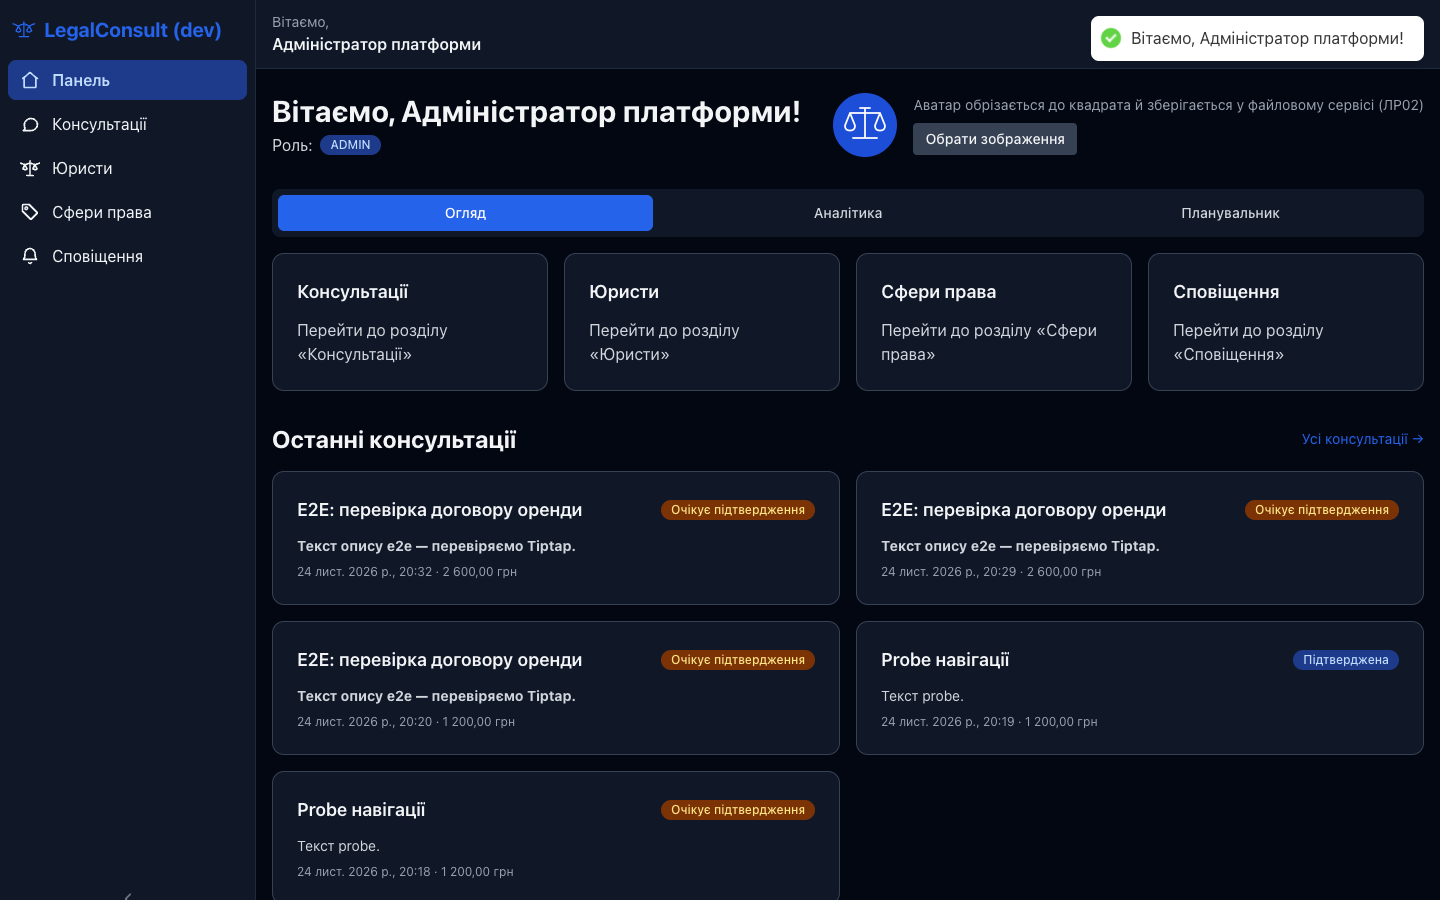 LegalConsult (dev)
Панель
Консультації
Юристи
Сфери права
Сповіщення
Вітаємо,
Адміністратор платформи
Вітаємо, Адміністратор платформи!
Вітаємо, Адміністратор платформи!
Роль: ADMIN
Аватар обрізається до квадрата й зберігається у файловому сервісі (ЛР02)
Обрати зображення
Огляд
Аналітика
Планувальник
Консультації
Перейти до розділу
«Консультації»
Юристи
Перейти до розділу
«Юристи»
Сфери права
Перейти до розділу «Сфери
права»
Сповіщення
Перейти до розділу
«Сповіщення»
Останні консультації
Усі консультації →
E2E: перевірка договору оренди
Очікує підтвердження
Текст опису e2e — перевіряємо Tiptap.
24 лист. 2026 р., 20:32 · 2 600,00 грн
E2E: перевірка договору оренди
Очікує підтвердження
Текст опису e2e — перевіряємо Tiptap.
24 лист. 2026 р., 20:29 · 2 600,00 грн
E2E: перевірка договору оренди
Очікує підтвердження
Текст опису e2e — перевіряємо Tiptap.
24 лист. 2026 р., 20:20 · 1 200,00 грн
Probe навігації
Підтверджена
Текст probe.
24 лист. 2026 р., 20:19 · 1 200,00 грн
Probe навігації
Очікує підтвердження
Текст probe.
24 лист. 2026 р., 20:18 · 1 200,00 грн